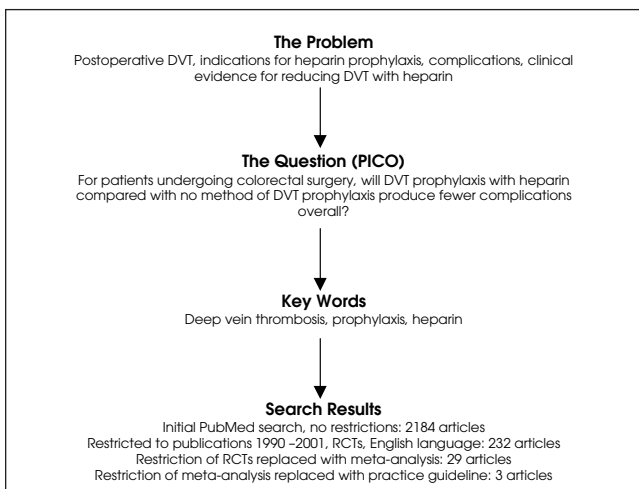 The Problem
Postoperative DVT, indications for heparin prophylaxis, complications, clinical
evidence for reducing DVT with heparin
The Question (PICO)
For patients undergoing colorectal surgery, will DVT prophylaxis with heparin
compared with no method of DVT prophylaxis produce fewer complications
overall?
Key Words
Deep vein thrombosis, prophylaxis, heparin
Search Results
Initial PubMed search, no restrictions: 2184 articles
Restricted to publications 1990 –2001, RCTs, English language: 232 articles
Restriction of RCTs replaced with meta-analysis: 29 articles
Restriction of meta-analysis replaced with practice guideline: 3 articles